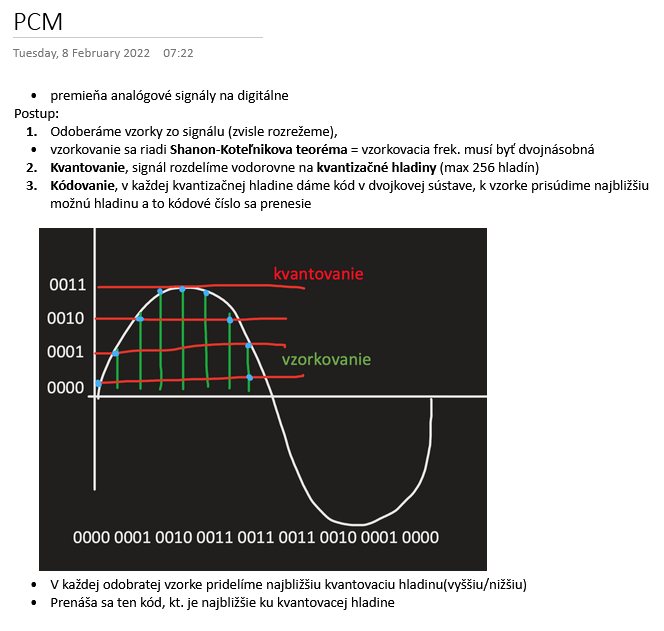 PCM
Tuesday, 8 February 2022 07:22
• premieňa analógové signály na digitálne
Postup:
1. Odoberáme vzorky zo signálu (zvisle rozrežeme),
• vzorkovanie sa riadi Shanon-Koteľnikova teoréma = vzorkovacia frek. musí byť dvojnásobná
2. Kvantovanie, signál rozdelíme vodorovne na kvantizačné hladiny (max 256 hladín)
3. Kódovanie, v každej kvantizačnej hladine dáme kód v dvojkovej sústave, k vzorke prisúdime najbližšiu
možnú hladinu a to kódové číslo sa prenesie
kvantovanie
0011
0010
0001
vzorkovanie
0000
0000 0001 0010 0011 0011 0011 0010 0001 0000
• V každej odobratej vzorke pridelíme najbližšiu kvantovaciu hladinu(vyššiu/nižšiu)
• Prenáša sa ten kód, kt. je najbližšie ku kvantovacej hladine